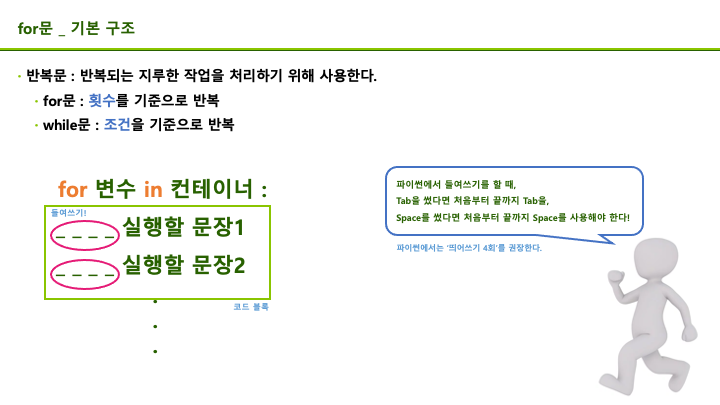 for문 _ 기본 구조
• 반복문 : 반복되는 지루한 작업을 처리하기 위해 사용한다.
• for문 : 횟수를 기준으로 반복
• while문 : 조건을 기준으로 반복
for 변수 in 컨테이너 :
들여쓰기!
_ _ _ _ 실행할 문장1
_ _ _ _ 실행할 문장2
코드 블록
파이썬에서 들여쓰기를 할 때,
Tab을 썼다면 처음부터 끝까지 Tab을,
Space를 썼다면 처음부터 끝까지 Space를 사용해야 한다!
파이썬에서는 ‘띄어쓰기 4회’를 권장한다.